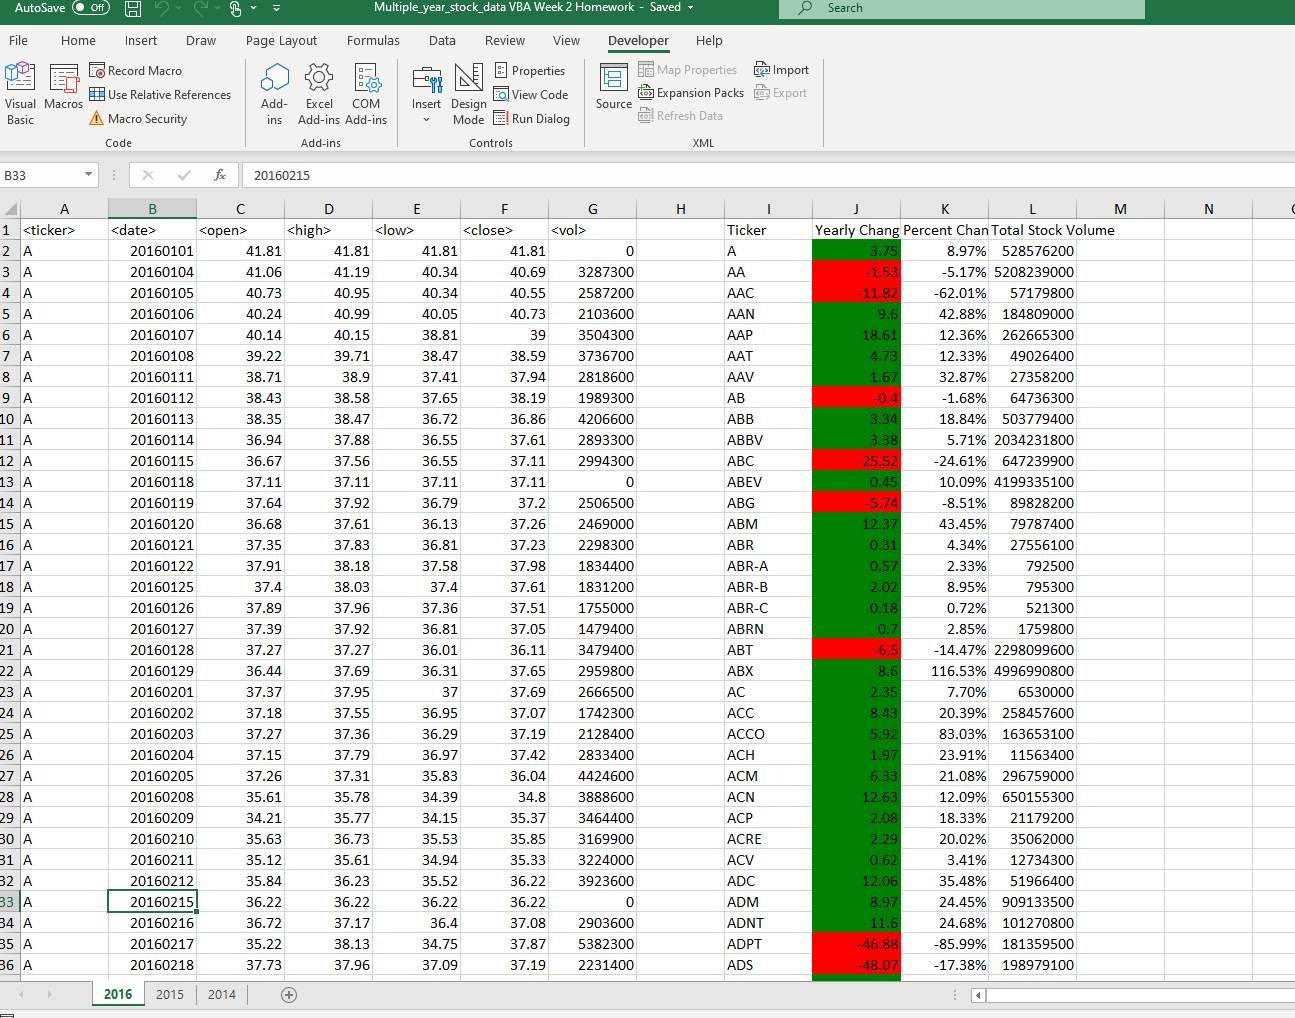 AutoSave Off Multiple_year_stock_data VBA Week 2 Homework - Saved Search
File Home Insert Draw Page Layout Formulas Data Review View Developer Help
Visual Basic
Macros
Record Macro
Use Relative References
Macro Security
Code
Add-ins
Excel Add-ins
COM Add-ins
Add-ins
Insert
Design Mode
Properties
View Code
Run Dialog
Controls
Source
Map Properties
Expansion Packs
Refresh Data
Import
Export
XML
B33 fx 20160215
A B C D E F G H I J K L M N
1 <ticker> <date> <open> <high> <low> <close> <vol> Ticker Yearly Chang Percent Chan Total Stock Volume
2 A 20160101 41.81 41.81 41.81 41.81 0 A 3.75 8.97% 528576200
3 A 20160104 41.06 41.19 40.34 40.69 3287300 AA -1.53 -5.17% 5208239000
4 A 20160105 40.73 40.95 40.34 40.55 2587200 AAC -11.82 -62.01% 57179800
5 A 20160106 40.24 40.99 40.05 40.73 2103600 AAN 9.6 42.88% 184809000
6 A 20160107 40.14 40.15 38.81 39 3504300 AAP 18.61 12.36% 262665300
7 A 20160108 39.22 39.71 38.47 38.59 3736700 AAT 4.73 12.33% 49026400
8 A 20160111 38.71 38.9 37.41 37.94 2818600 AAV 1.67 32.87% 27358200
9 A 20160112 38.43 38.58 37.65 38.19 1989300 AB -0.4 -1.68% 64736300
10 A 20160113 38.35 38.47 36.72 36.86 4206600 ABB 3.34 18.84% 503779400
11 A 20160114 36.94 37.88 36.55 37.61 2893300 ABBV 3.38 5.71% 2034231800
12 A 20160115 36.67 37.56 36.55 37.11 2994300 ABC -25.52 -24.61% 647239900
13 A 20160118 37.11 37.11 37.11 37.11 0 ABEV 0.45 10.09% 4199335100
14 A 20160119 37.64 37.92 36.79 37.2 2506500 ABG -5.74 -8.51% 89828200
15 A 20160120 36.68 37.61 36.13 37.26 2469000 ABM 12.37 43.45% 79787400
16 A 20160121 37.35 37.83 36.81 37.23 2298300 ABR 0.31 4.34% 27556100
17 A 20160122 37.91 38.18 37.58 37.98 1834400 ABR-A 0.57 2.33% 792500
18 A 20160125 37.4 38.03 37.4 37.61 1831200 ABR-B 2.02 8.95% 795300
19 A 20160126 37.89 37.96 37.36 37.51 1755000 ABR-C 0.18 0.72% 521300
20 A 20160127 37.39 37.92 36.81 37.05 1479400 ABRN 0.7 2.85% 1759800
21 A 20160128 37.27 37.27 36.01 36.11 3479400 ABT -6.5 -14.47% 2298099600
22 A 20160129 36.44 37.69 36.31 37.65 2959800 ABX 8.6 116.53% 4996990800
23 A 20160201 37.37 37.95 37 37.69 2666500 AC 2.35 7.70% 6530000
24 A 20160202 37.18 37.55 36.95 37.07 1742300 ACC 8.43 20.39% 258457600
25 A 20160203 37.27 37.36 36.29 37.19 2128400 ACCO 5.92 83.03% 163653100
26 A 20160204 37.15 37.79 36.97 37.42 2833400 ACH 1.97 23.91% 11563400
27 A 20160205 37.26 37.31 35.83 36.04 4424600 ACM 6.33 21.08% 296759000
28 A 20160208 35.61 35.78 34.39 34.8 3888600 ACN 12.63 12.09% 650155300
29 A 20160209 34.21 35.77 34.15 35.37 3464400 ACP 2.08 18.33% 21179200
30 A 20160210 35.63 36.73 35.53 35.85 3169900 ACRE 2.29 20.02% 35062000
31 A 20160211 35.12 35.61 34.94 35.33 3224000 ACV 0.62 3.41% 12734300
32 A 20160212 35.84 36.23 35.52 36.22 3923600 ADC 12.06 35.48% 51966400
33 A 20160215 36.22 36.22 36.22 36.22 0 ADM 8.97 24.45% 909133500
34 A 20160216 36.72 37.17 36.4 37.08 2903600 ADNT 11.6 24.68% 101270800
35 A 20160217 35.22 38.13 34.75 37.87 5382300 ADPT -46.88 -85.99% 181359500
36 A 20160218 37.73 37.96 37.09 37.19 2231400 ADS -48.07 -17.38% 198979100
2016 2015 2014